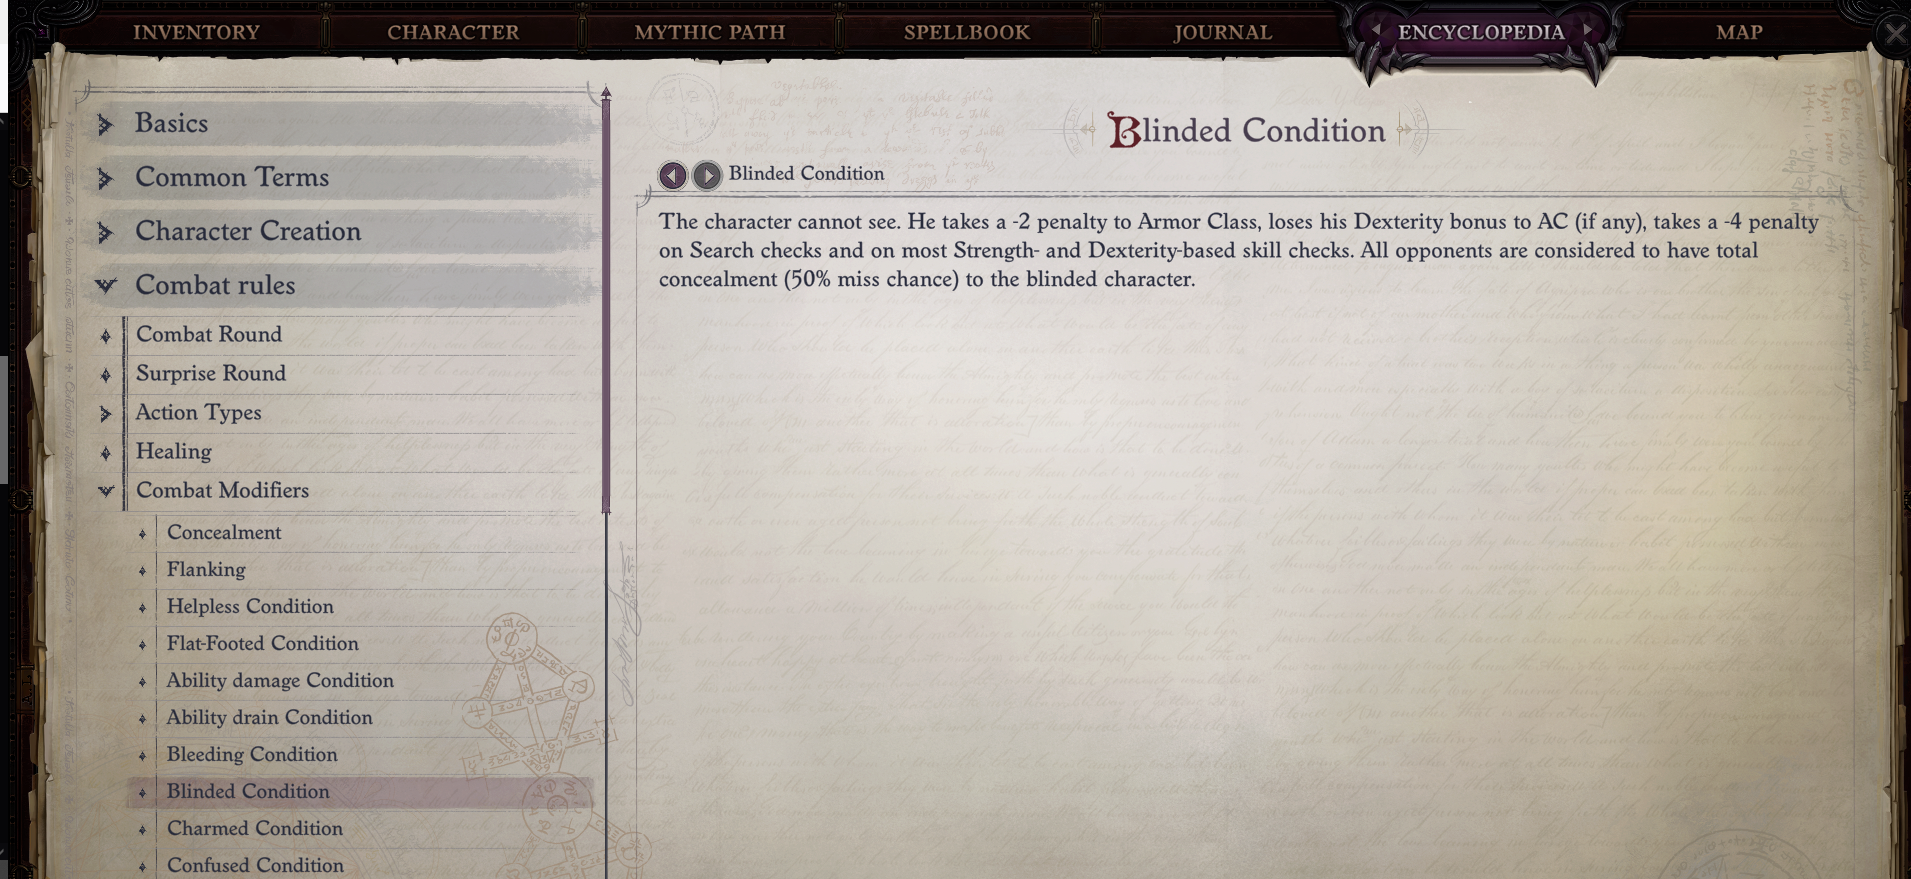 INVENTORY
CHARACTER
MYTHIC PATH
SPELLBOOK
JOURNAL
ENCYCLOPEDIA
MAP
Basics
Common Terms
Character Creation
Combat rules
Combat Round
Surprise Round
Action Types
Healing
Combat Modifiers
Concealment
Flanking
Helpless Condition
Flat-Footed Condition
Ability damage Condition
Ability drain Condition
Bleeding Condition
Blinded Condition
Charmed Condition
Confused Condition
Blinded Condition
Blinded Condition
The character cannot see. He takes a -2 penalty to Armor Class, loses his Dexterity bonus to AC (if any), takes a -4 penalty
on Search checks and on most Strength- and Dexterity-based skill checks. All opponents are considered to have total
concealment (50% miss chance) to the blinded character.